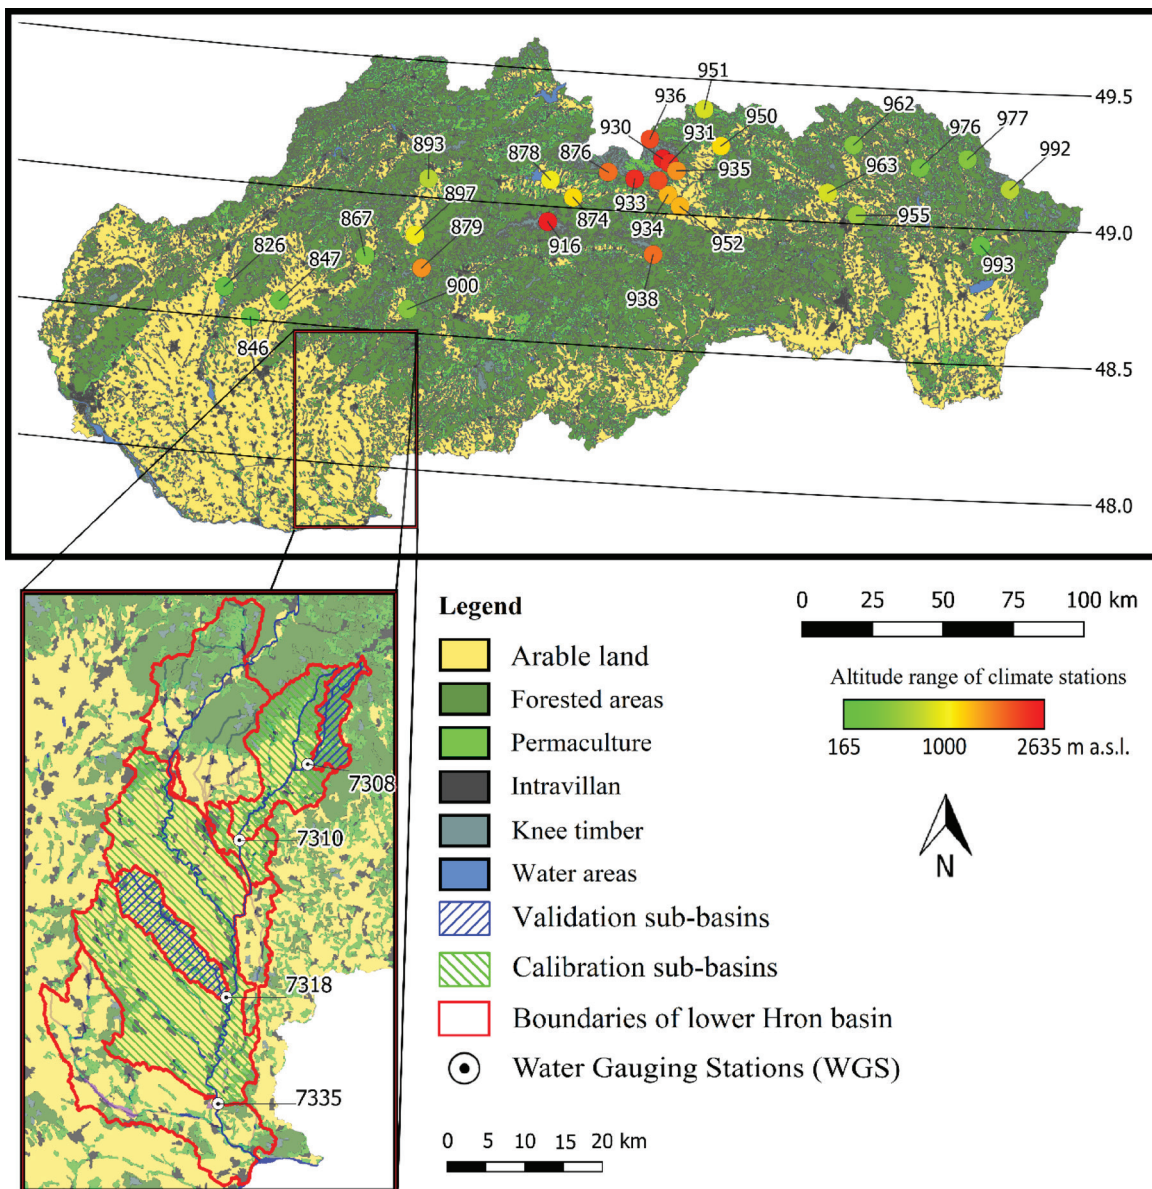 951
49.5
936
962
977
930
931
950
976
893
878
876
935
992
963
897
933
867
934
874
955
49.0
826
879
916
952
847
993
938
900
846
48.5
48.0
Legend
0 25 50 75 100 km
Arable land
Altitude range of climate stations
Forested areas
Permaculture
165 1000 2635 m a.s.l.
7308
Intravillan
Knee timber
7310
N
Water areas
Validation sub-basins
Calibration sub-basins
7318
Boundaries of lower Hron basin
Water Gauging Stations (WGS)
7335
0 5 10 15 20 km